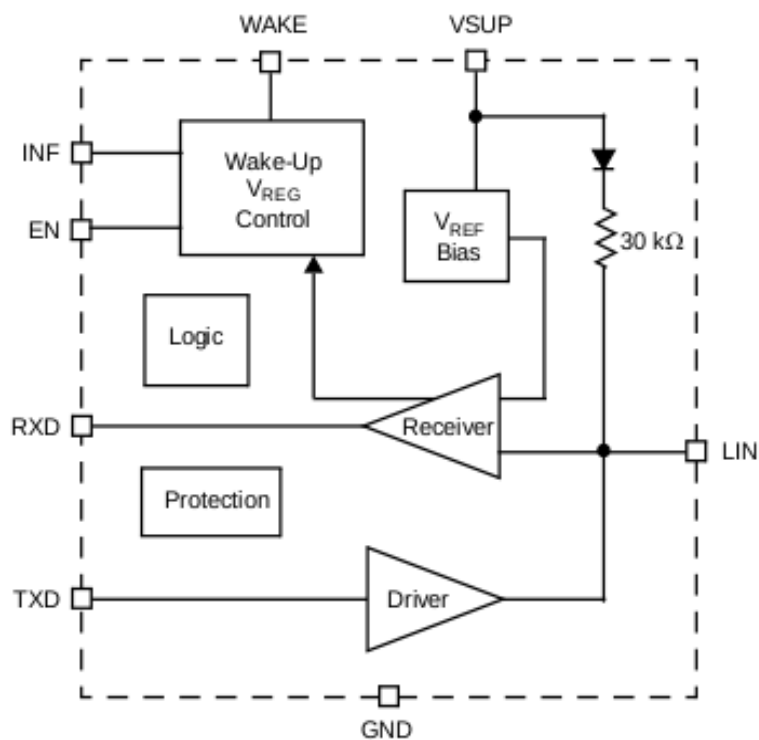 WAKE
VSUP
INF
Wake-Up
VREG
Control
EN
VREF
Bias
30 kΩ
Logic
RXD
Receiver
LIN
Protection
TXD
Driver
GND